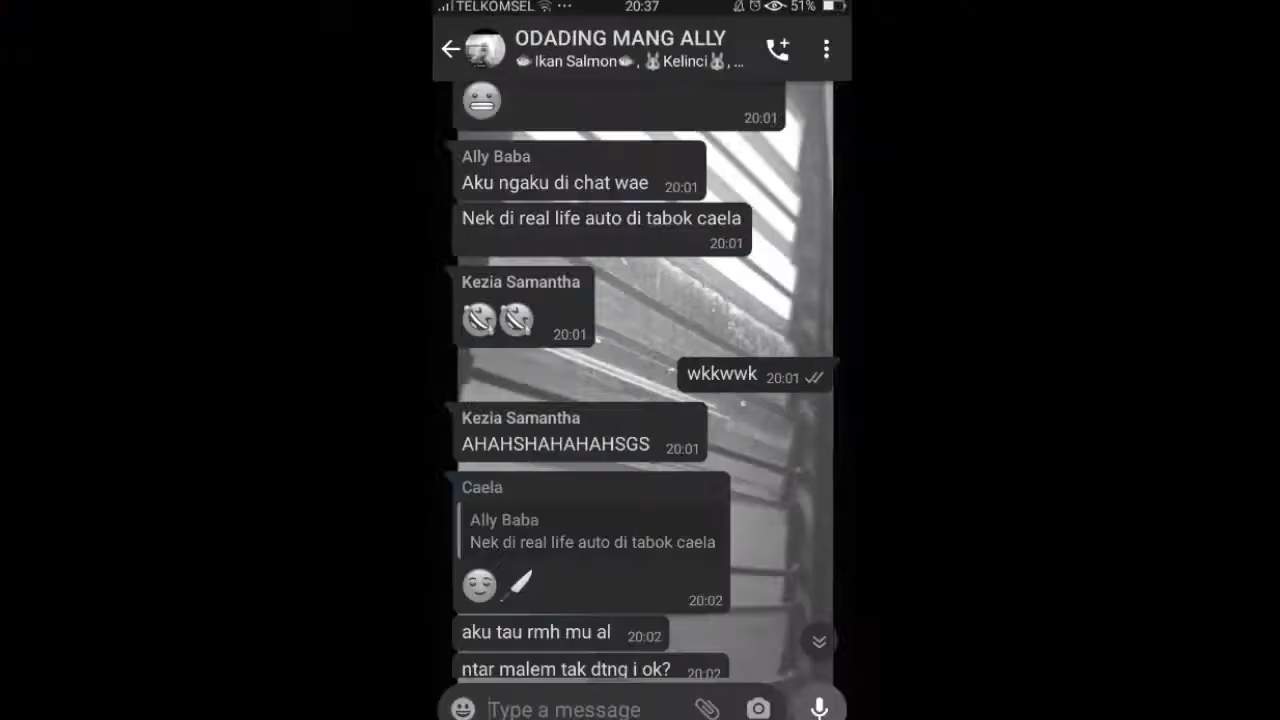 TELKOMSEL 20:37 51%
ODADING MANG ALLY
Ikan Salmon, Kelinci, ...
20:01
Ally Baba
Aku ngaku di chat wae 20:01
Nek di real life auto di tabok caela
20:01
Kezia Samantha
20:01
wkkwwk 20:01
Kezia Samantha
AHAHSHAHAHAHSGS 20:01
Caela
Ally Baba
Nek di real life auto di tabok caela
20:02
aku tau rmh mu al 20:02
ntar malem tak dtng i ok? 20:02
Type a message